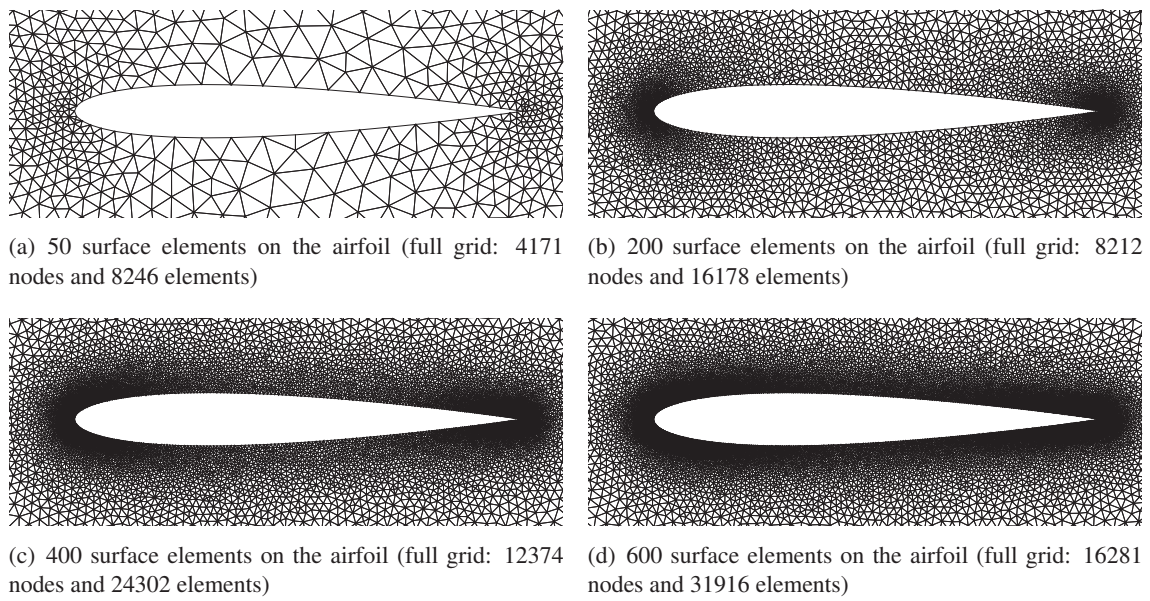 (a) 50 surface elements on the airfoil (full grid: 4171
nodes and 8246 elements)
(b) 200 surface elements on the airfoil (full grid: 8212
nodes and 16178 elements)
(c) 400 surface elements on the airfoil (full grid: 12374
nodes and 24302 elements)
(d) 600 surface elements on the airfoil (full grid: 16281
nodes and 31916 elements)